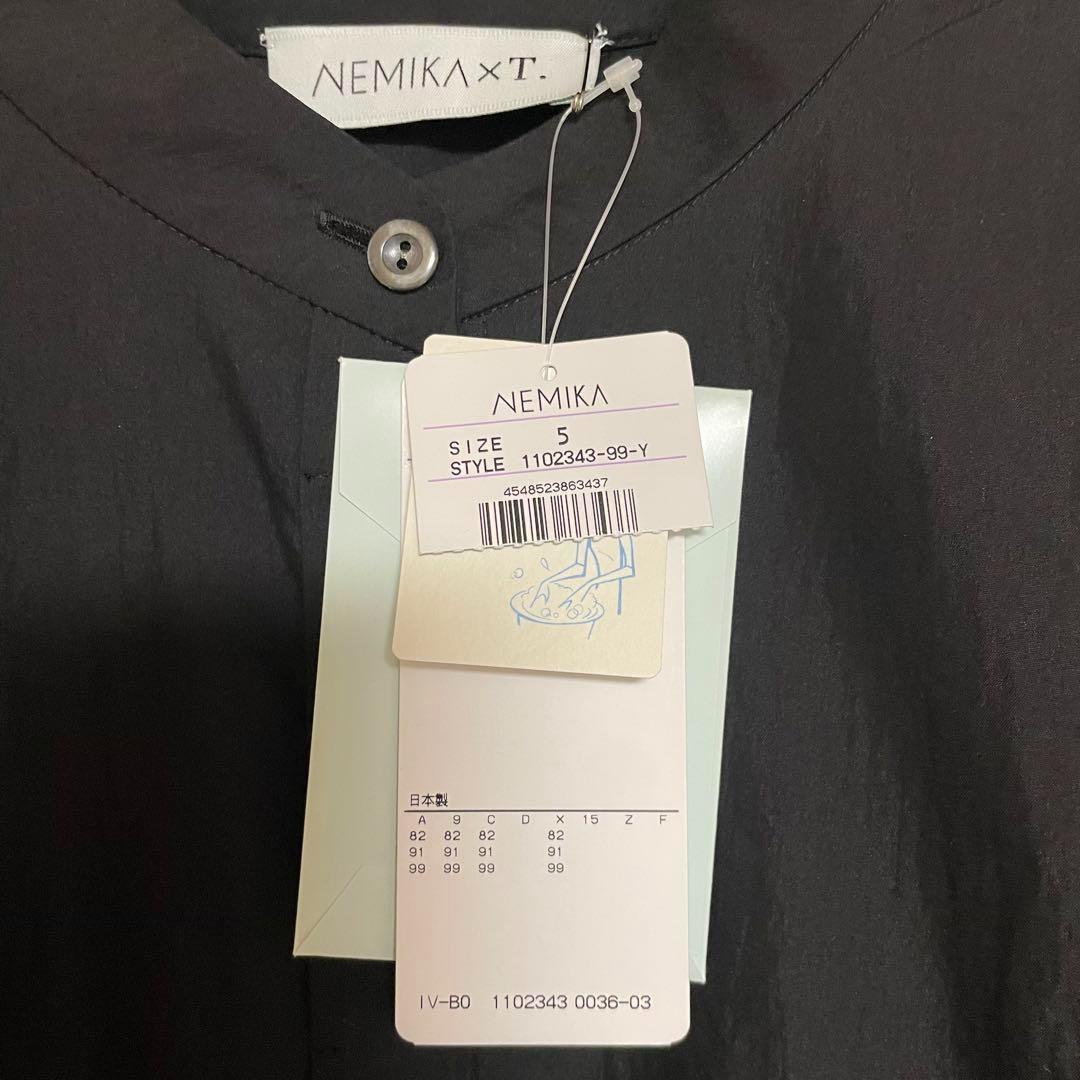 NEMIKA × T.
NEMIKA
SIZE 5
STYLE 1102343-99-Y
4548523863437
日本製
A 9 C D X 15 Z F
82 82 82 82
91 91 91 91
99 99 99 99
IV-BO 1102343 0036-03